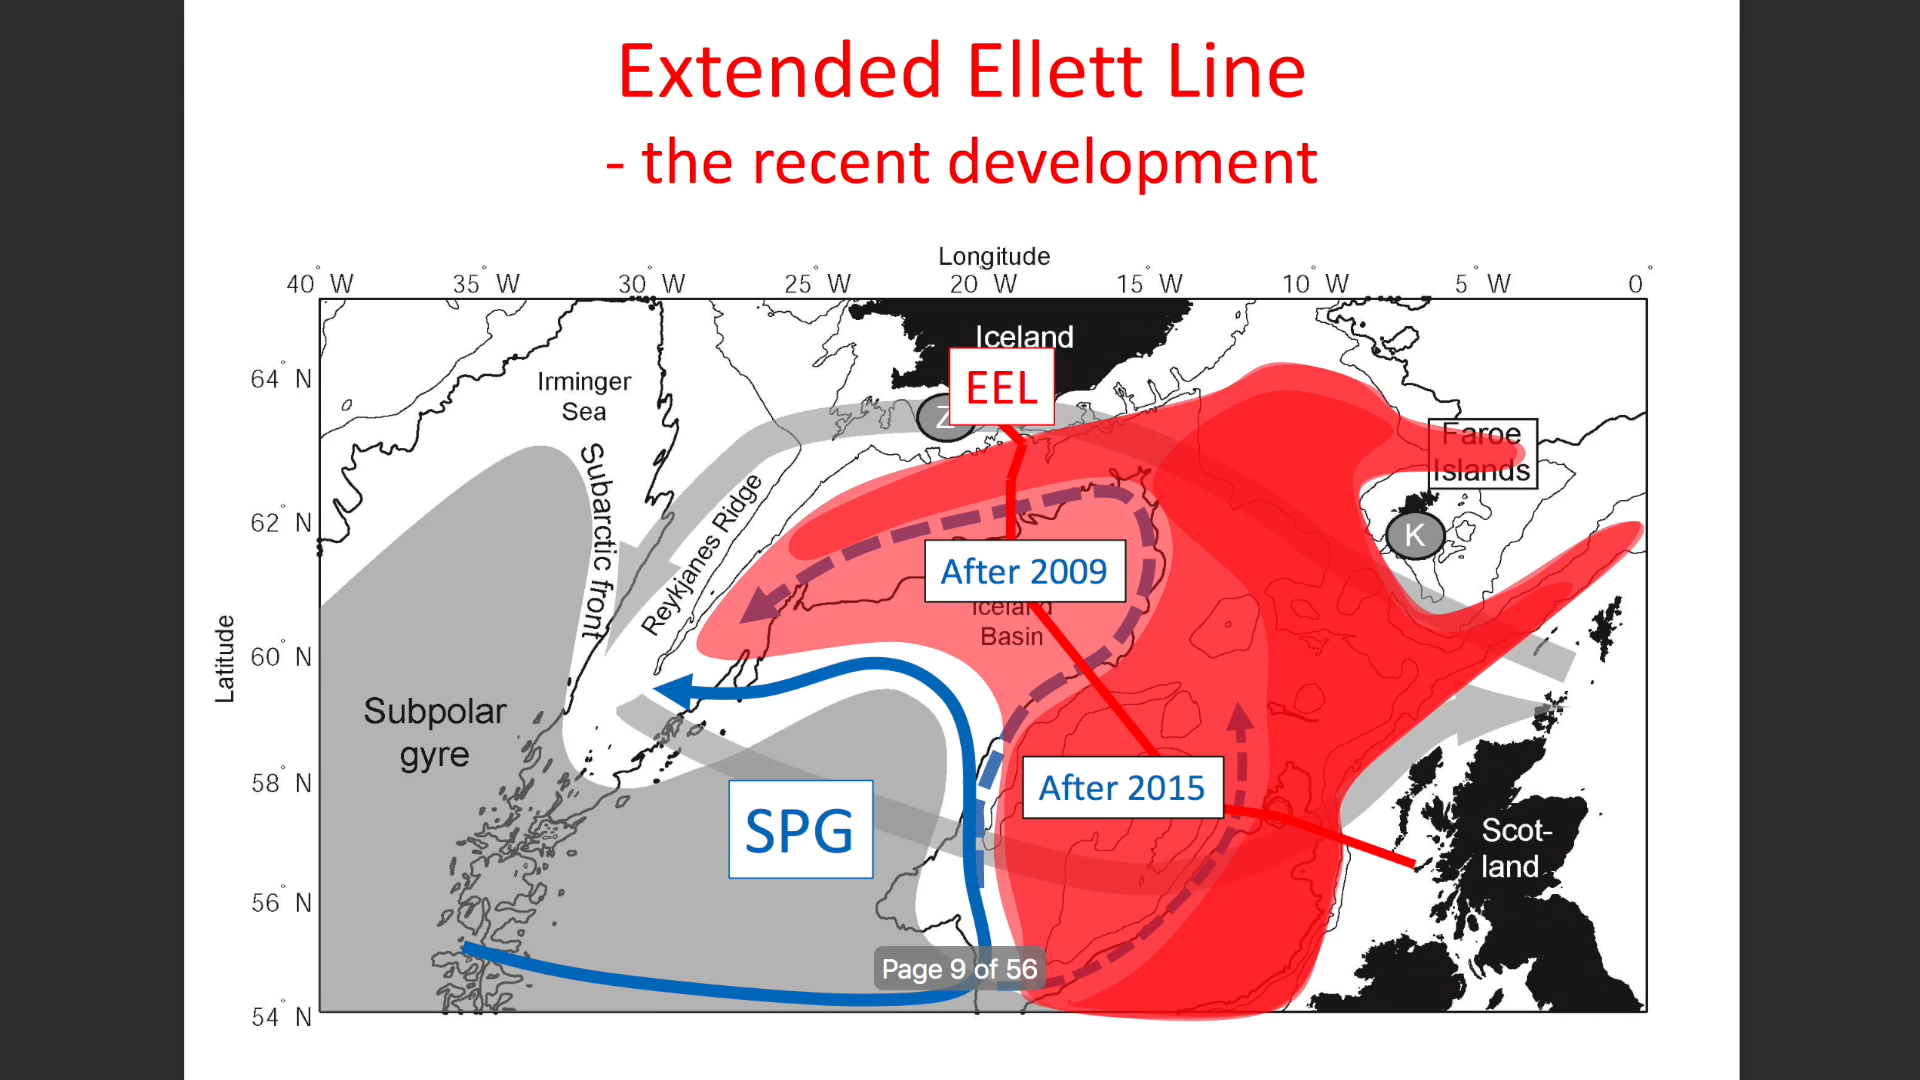 Extended Ellett Line
- the recent development
Longitude
40° W 35° W 30° W 25° W 20° W 15° W 10° W 5° W 0°
Iceland
64° N
Irminger
Sea
EEL
Z
Faroe
Islands
Subarctic front
Reykjanes Ridge
62° N
K
After 2009
Iceland
Basin
Latitude
60° N
Subpolar
gyre
58° N
After 2015
SPG
Scot-
land
56° N
Page 9 of 56
54° N